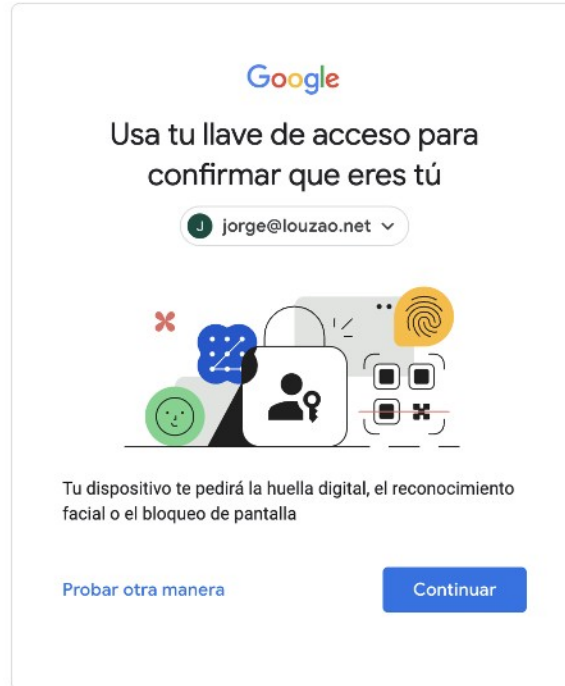 Google
Usa tu llave de acceso para
confirmar que eres tú
J jorge@louzao.net
Tu dispositivo te pedirá la huella digital, el reconocimiento
facial o el bloqueo de pantalla
Probar otra manera Continuar